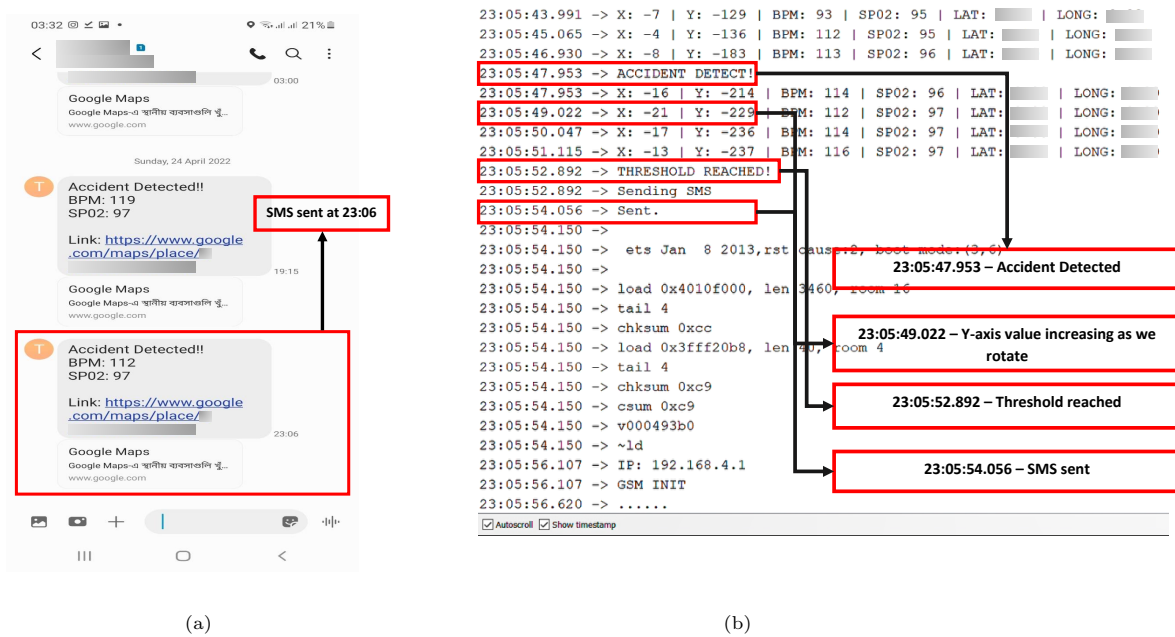 03:32
21%
1
03:00
Google Maps
Google Maps-এ স্থানীয় ব্যবসাগুলি খুঁ...
www.google.com
Sunday, 24 April 2022
T
Accident Detected!!
BPM: 119
SP02: 97
Link: https://www.google
.com/maps/place/
19:15
Google Maps
Google Maps-এ স্থানীয় ব্যবসাগুলি খুঁ...
www.google.com
SMS sent at 23:06
T
Accident Detected!!
BPM: 112
SP02: 97
Link: https://www.google
.com/maps/place/
23:06
Google Maps
Google Maps-এ স্থানীয় ব্যবসাগুলি খুঁ...
www.google.com
(a)
23:05:43.991 -> X: -7 | Y: -129 | BPM: 93 | SP02: 95 | LAT: | LONG:
23:05:45.065 -> X: -4 | Y: -136 | BPM: 112 | SP02: 95 | LAT: | LONG:
23:05:46.930 -> X: -8 | Y: -183 | BPM: 113 | SP02: 96 | LAT: | LONG:
23:05:47.953 -> ACCIDENT DETECT!
23:05:47.953 -> X: -16 | Y: -214 | BPM: 114 | SP02: 96 | LAT: | LONG:
23:05:49.022 -> X: -21 | Y: -229 | BPM: 112 | SP02: 97 | LAT: | LONG:
23:05:50.047 -> X: -17 | Y: -236 | BPM: 114 | SP02: 97 | LAT: | LONG:
23:05:51.115 -> X: -13 | Y: -237 | BPM: 116 | SP02: 97 | LAT: | LONG:
23:05:52.892 -> THRESHOLD REACHED!
23:05:52.892 -> Sending SMS
23:05:54.056 -> Sent.
23:05:54.150 ->
23:05:54.150 -> ets Jan 8 2013,rst cause:2, boot mode:(3,6)
23:05:54.150 ->
23:05:54.150 -> load 0x4010f000, len 3460, room 16
23:05:54.150 -> tail 4
23:05:54.150 -> chksum 0xcc
23:05:54.150 -> load 0x3fff20b8, len 40, room 4
23:05:54.150 -> tail 4
23:05:54.150 -> chksum 0xc9
23:05:54.150 -> csum 0xc9
23:05:54.150 -> v000493b0
23:05:54.150 -> ~ld
23:05:56.107 -> IP: 192.168.4.1
23:05:56.107 -> GSM INIT
23:05:56.620 -> ......
Autoscroll Show timestamp
23:05:47.953 – Accident Detected
23:05:49.022 – Y-axis value increasing as we
rotate
23:05:52.892 – Threshold reached
23:05:54.056 – SMS sent
(b)